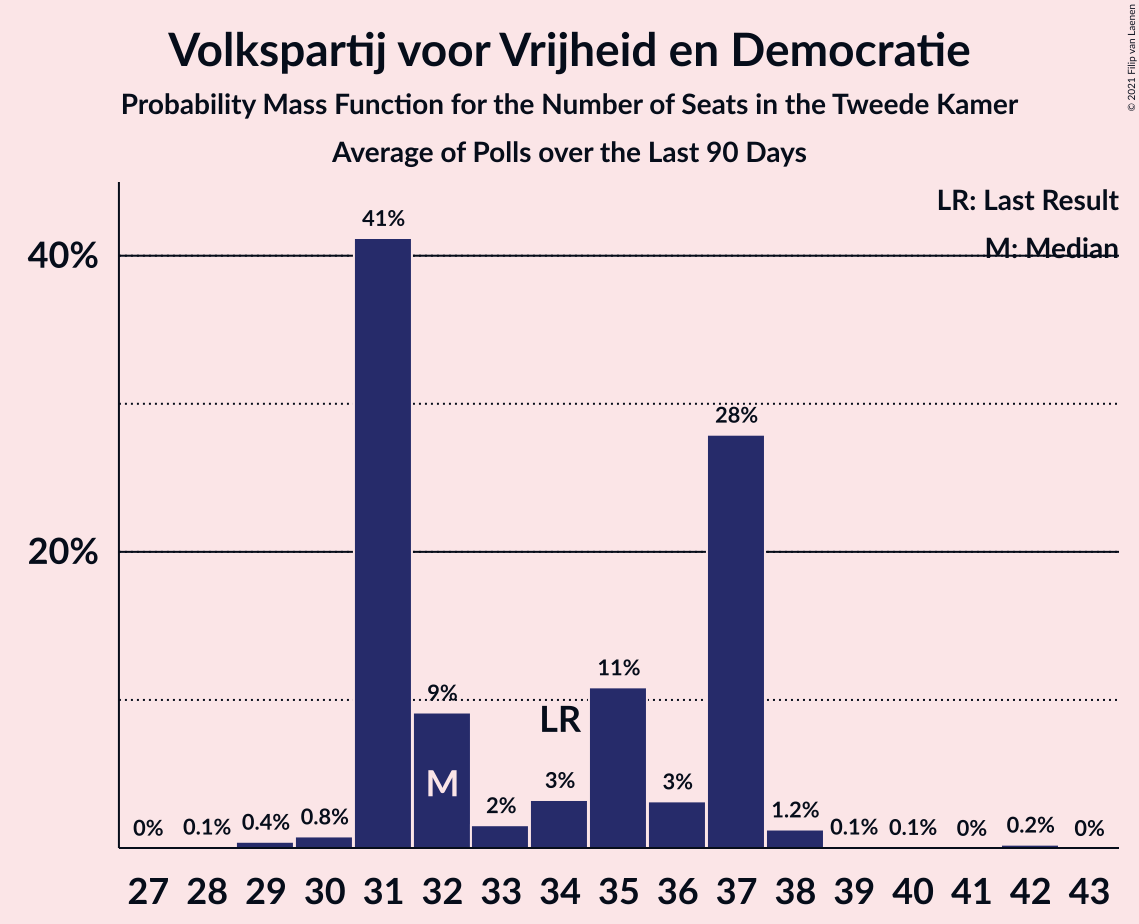 Volkspartij voor Vrijheid en Democratie
Probability Mass Function for the Number of Seats in the Tweede Kamer
Average of Polls over the Last 90 Days
© 2021 Filip van Laenen
LR: Last Result
M: Median
40%
20%
0%
0.1%
0.4%
0.8%
41%
9%
2%
3%
11%
3%
28%
1.2%
0.1%
0.1%
0%
0.2%
0%
M
LR
27 28 29 30 31 32 33 34 35 36 37 38 39 40 41 42 43